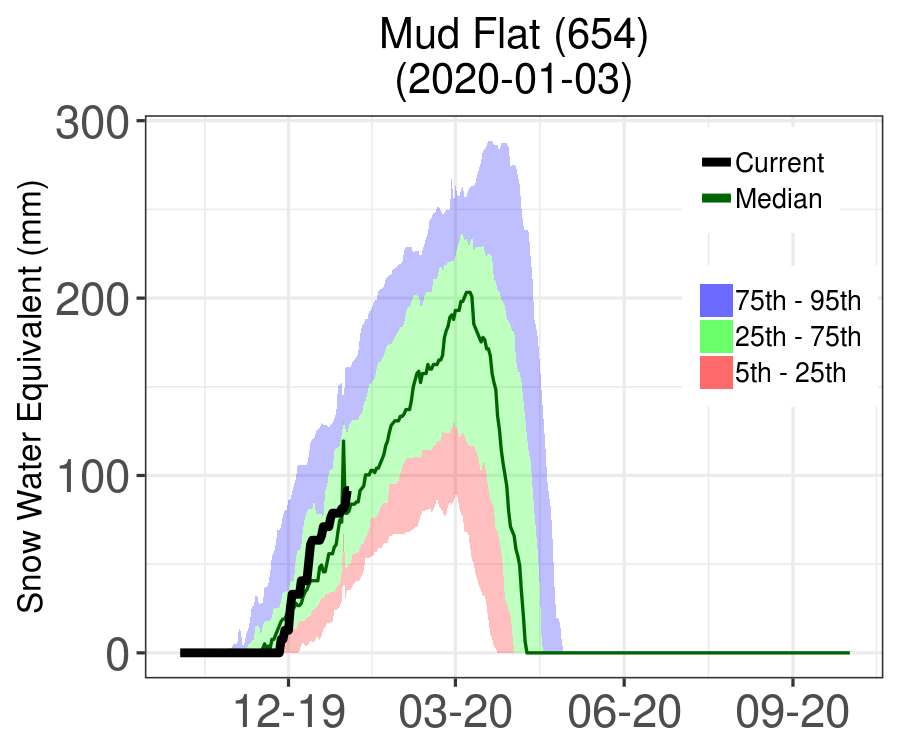 Mud Flat (654)
(2020-01-03)
Snow Water Equivalent (mm)
300
200
100
0
Current
Median
75th - 95th
25th - 75th
5th - 25th
12-19 03-20 06-20 09-20